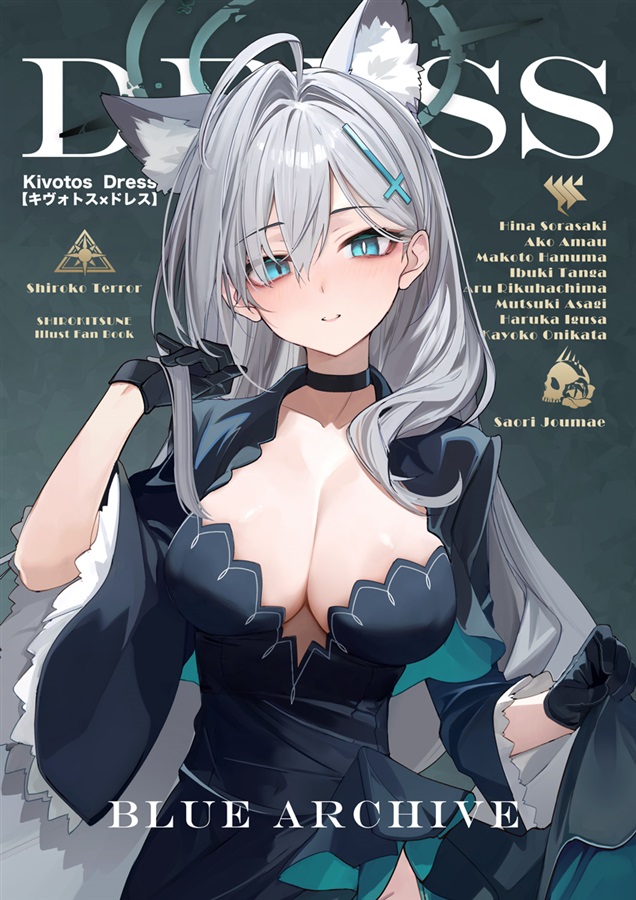 DRESS
Kivotos Dress
【キヴォトス×ドレス】
Shiroko Terror
SHIROKITSUNE
Illust Fan Book
Hina Sorasaki
Ako Amau
Makoto Hanuma
Ibuki Tanga
Aru Rikuhachima
Mutsuki Asagi
Haruka Igusa
Kayoko Onikata
Saori Joumae
BLUE ARCHIVE